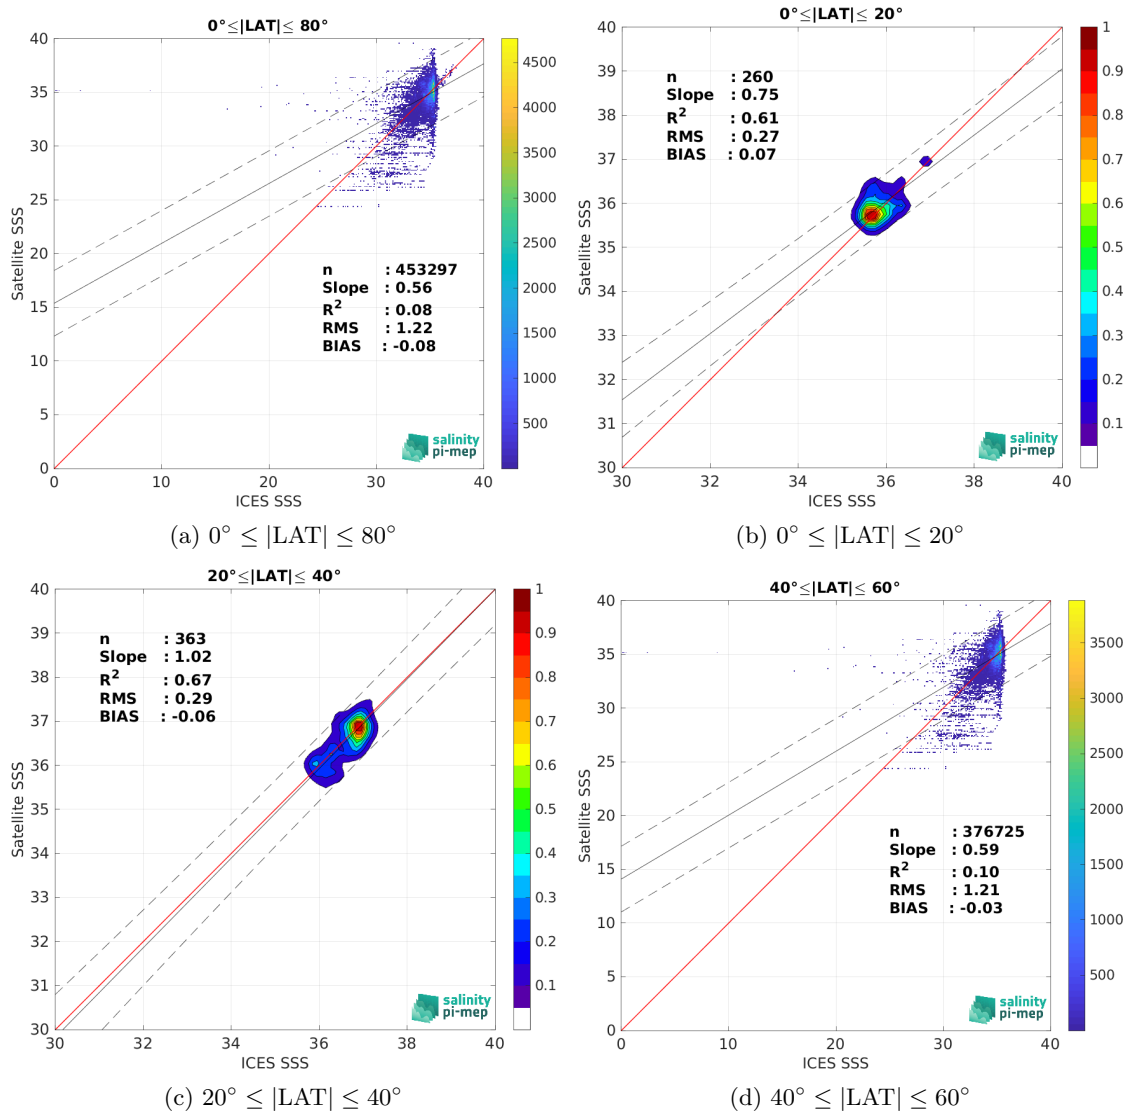 0°≤|LAT|≤ 80°
40
35
30
25
20
15
10
5
0
0
10
20
30
40
Satellite SSS
ICES SSS
n : 453297
Slope : 0.56
R² : 0.08
RMS : 1.22
BIAS : -0.08
salinity
pi-mep
4500
4000
3500
3000
2500
2000
1500
1000
500
(a) 0° ≤ |LAT| ≤ 80°
0°≤|LAT|≤ 20°
40
39
38
37
36
35
34
33
32
31
30
30
32
34
36
38
40
Satellite SSS
ICES SSS
n : 260
Slope : 0.75
R² : 0.61
RMS : 0.27
BIAS : 0.07
salinity
pi-mep
1
0.9
0.8
0.7
0.6
0.5
0.4
0.3
0.2
0.1
(b) 0° ≤ |LAT| ≤ 20°
20°≤|LAT|≤ 40°
40
39
38
37
36
35
34
33
32
31
30
30
32
34
36
38
40
Satellite SSS
ICES SSS
n : 363
Slope : 1.02
R² : 0.67
RMS : 0.29
BIAS : -0.06
salinity
pi-mep
1
0.9
0.8
0.7
0.6
0.5
0.4
0.3
0.2
0.1
(c) 20° ≤ |LAT| ≤ 40°
40°≤|LAT|≤ 60°
40
35
30
25
20
15
10
5
0
0
10
20
30
40
Satellite SSS
ICES SSS
n : 376725
Slope : 0.59
R² : 0.10
RMS : 1.21
BIAS : -0.03
salinity
pi-mep
3500
3000
2500
2000
1500
1000
500
(d) 40° ≤ |LAT| ≤ 60°